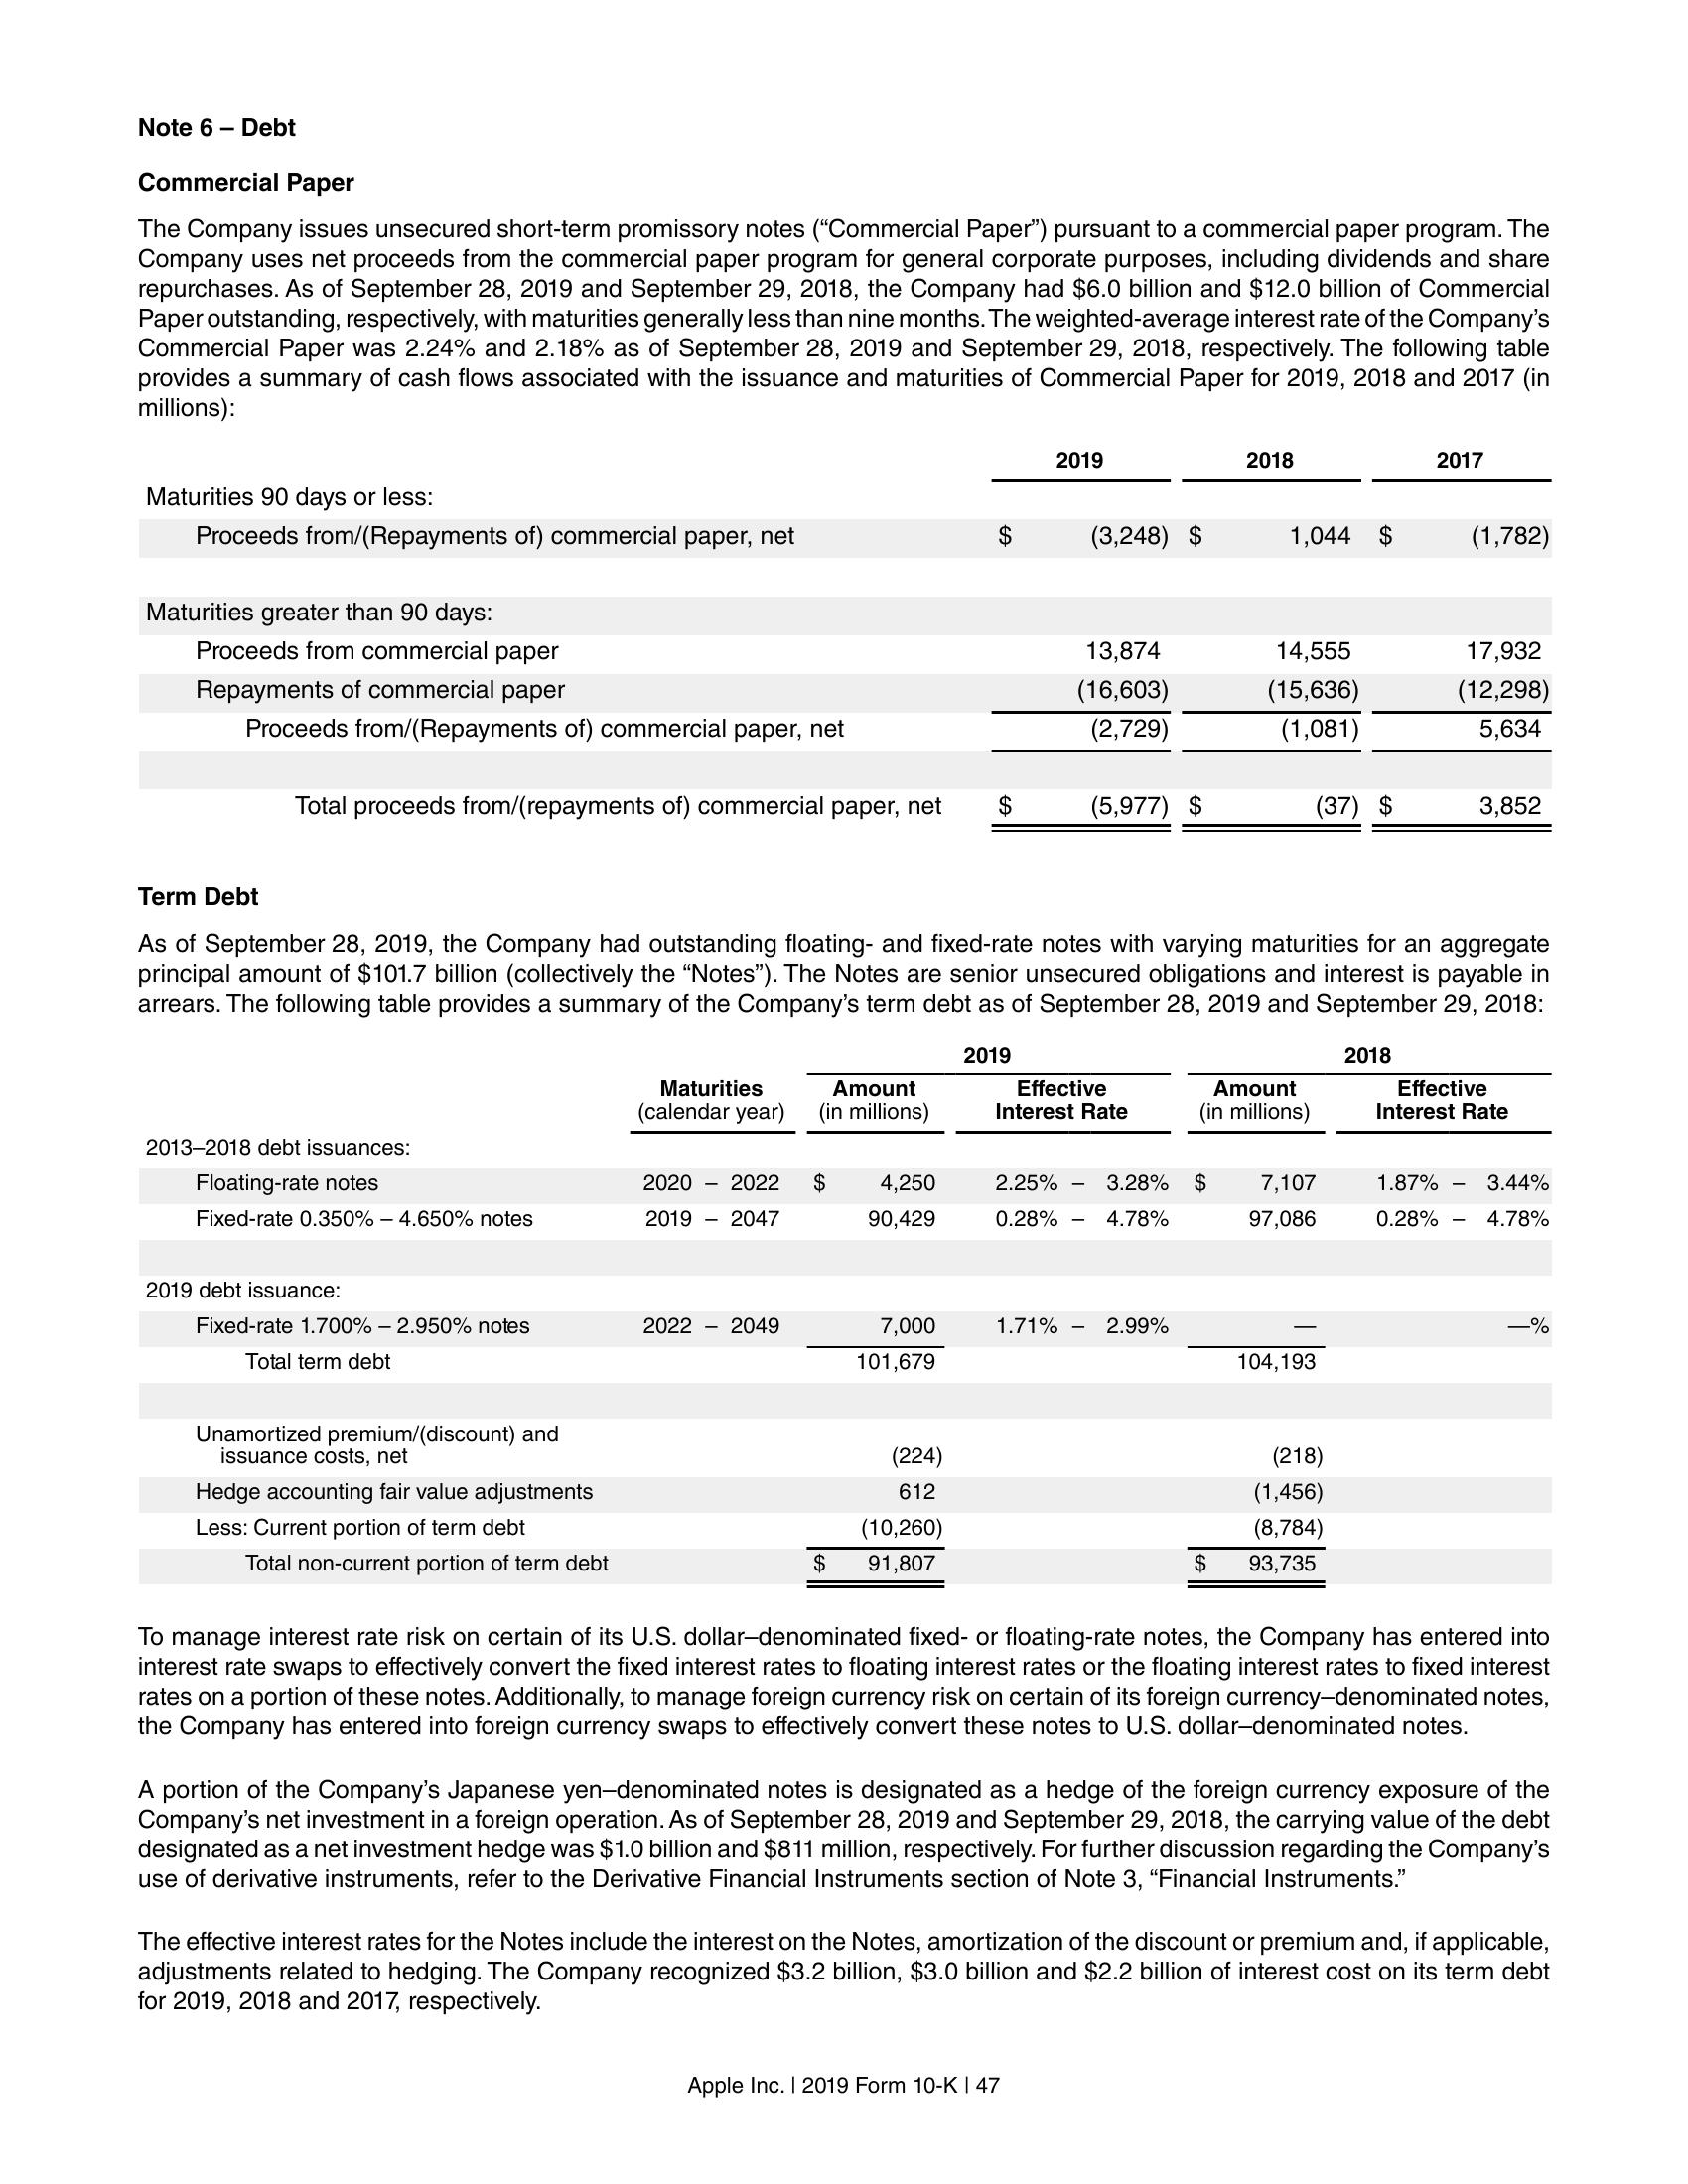 Note 6 – Debt
Commercial Paper
The Company issues unsecured short-term promissory notes (“Commercial Paper”) pursuant to a commercial paper program. The
Company uses net proceeds from the commercial paper program for general corporate purposes, including dividends and share
repurchases. As of September 28, 2019 and September 29, 2018, the Company had $6.0 billion and $12.0 billion of Commercial
Paper outstanding, respectively, with maturities generally less than nine months. The weighted-average interest rate of the Company’s
Commercial Paper was 2.24% and 2.18% as of September 28, 2019 and September 29, 2018, respectively. The following table
provides a summary of cash flows associated with the issuance and maturities of Commercial Paper for 2019, 2018 and 2017 (in
millions):
2019 2018 2017
Maturities 90 days or less:
Proceeds from/(Repayments of) commercial paper, net $ (3,248) $ 1,044 $ (1,782)
Maturities greater than 90 days:
Proceeds from commercial paper 13,874 14,555 17,932
Repayments of commercial paper (16,603) (15,636) (12,298)
Proceeds from/(Repayments of) commercial paper, net (2,729) (1,081) 5,634
Total proceeds from/(repayments of) commercial paper, net $ (5,977) $ (37) $ 3,852
Term Debt
As of September 28, 2019, the Company had outstanding floating- and fixed-rate notes with varying maturities for an aggregate
principal amount of $101.7 billion (collectively the “Notes”). The Notes are senior unsecured obligations and interest is payable in
arrears. The following table provides a summary of the Company’s term debt as of September 28, 2019 and September 29, 2018:
2019 2018
Maturities Amount Effective Amount Effective
(calendar year) (in millions) Interest Rate (in millions) Interest Rate
2013–2018 debt issuances:
Floating-rate notes 2020 – 2022 $ 4,250 2.25% – 3.28% $ 7,107 1.87% – 3.44%
Fixed-rate 0.350% – 4.650% notes 2019 – 2047 90,429 0.28% – 4.78% 97,086 0.28% – 4.78%
2019 debt issuance:
Fixed-rate 1.700% – 2.950% notes 2022 – 2049 7,000 1.71% – 2.99% — —%
Total term debt 101,679 104,193
Unamortized premium/(discount) and
issuance costs, net (224) (218)
Hedge accounting fair value adjustments 612 (1,456)
Less: Current portion of term debt (10,260) (8,784)
Total non-current portion of term debt $ 91,807 $ 93,735
To manage interest rate risk on certain of its U.S. dollar–denominated fixed- or floating-rate notes, the Company has entered into
interest rate swaps to effectively convert the fixed interest rates to floating interest rates or the floating interest rates to fixed interest
rates on a portion of these notes. Additionally, to manage foreign currency risk on certain of its foreign currency–denominated notes,
the Company has entered into foreign currency swaps to effectively convert these notes to U.S. dollar–denominated notes.
A portion of the Company’s Japanese yen–denominated notes is designated as a hedge of the foreign currency exposure of the
Company’s net investment in a foreign operation. As of September 28, 2019 and September 29, 2018, the carrying value of the debt
designated as a net investment hedge was $1.0 billion and $811 million, respectively. For further discussion regarding the Company’s
use of derivative instruments, refer to the Derivative Financial Instruments section of Note 3, “Financial Instruments.”
The effective interest rates for the Notes include the interest on the Notes, amortization of the discount or premium and, if applicable,
adjustments related to hedging. The Company recognized $3.2 billion, $3.0 billion and $2.2 billion of interest cost on its term debt
for 2019, 2018 and 2017, respectively.
Apple Inc. | 2019 Form 10-K | 47